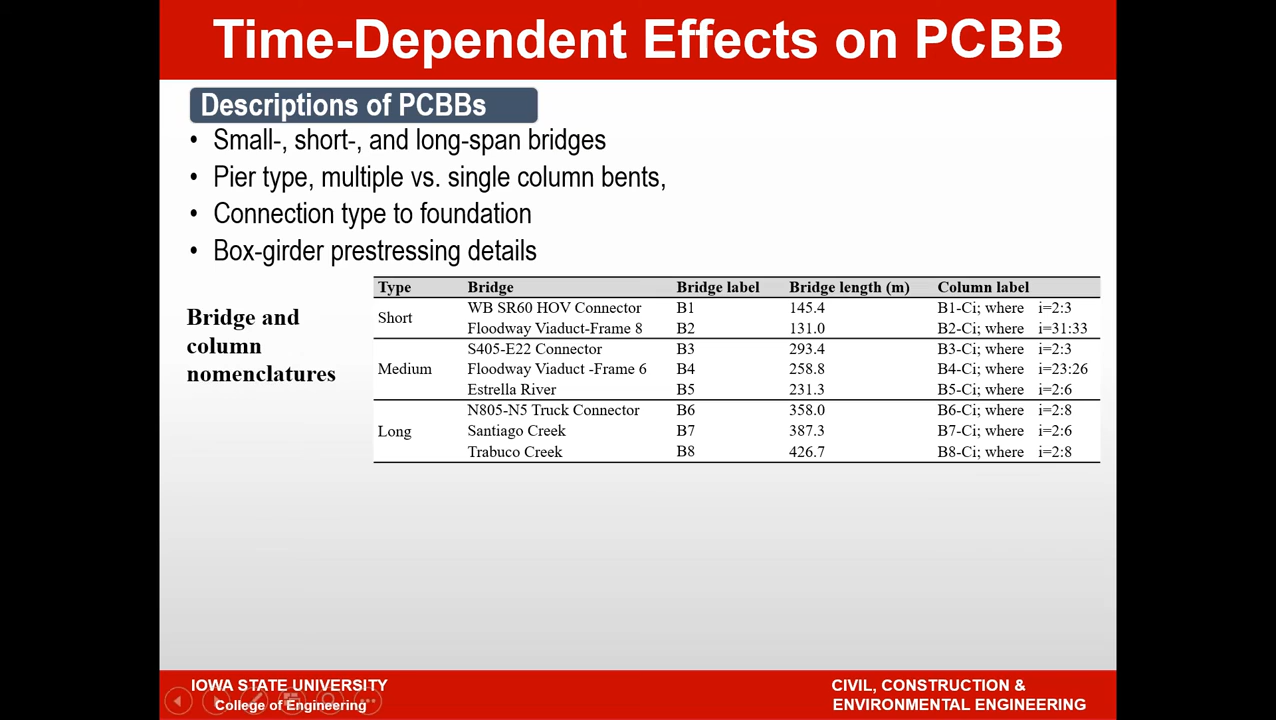 Time-Dependent Effects on PCBB
Descriptions of PCBBs
• Small-, short-, and long-span bridges
• Pier type, multiple vs. single column bents,
• Connection type to foundation
• Box-girder prestressing details
Bridge and
column
nomenclatures
Type Bridge Bridge label Bridge length (m) Column label
Short
WB SR60 HOV Connector B1 145.4 B1-Ci; where i=2:3
Floodway Viaduct-Frame 8 B2 131.0 B2-Ci; where i=31:33
S405-E22 Connector B3 293.4 B3-Ci; where i=2:3
Medium Floodway Viaduct -Frame 6 B4 258.8 B4-Ci; where i=23:26
Estrella River B5 231.3 B5-Ci; where i=2:6
N805-N5 Truck Connector B6 358.0 B6-Ci; where i=2:8
Long Santiago Creek B7 387.3 B7-Ci; where i=2:6
Trabuco Creek B8 426.7 B8-Ci; where i=2:8
IOWA STATE UNIVERSITY
College of Engineering
CIVIL, CONSTRUCTION &
ENVIRONMENTAL ENGINEERING